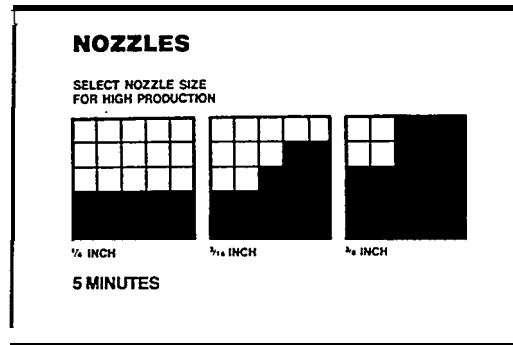 NOZZLES
SELECT NOZZLE SIZE
FOR HIGH PRODUCTION
¼ INCH ⁵/₁₆ INCH ⅜ INCH
5 MINUTES